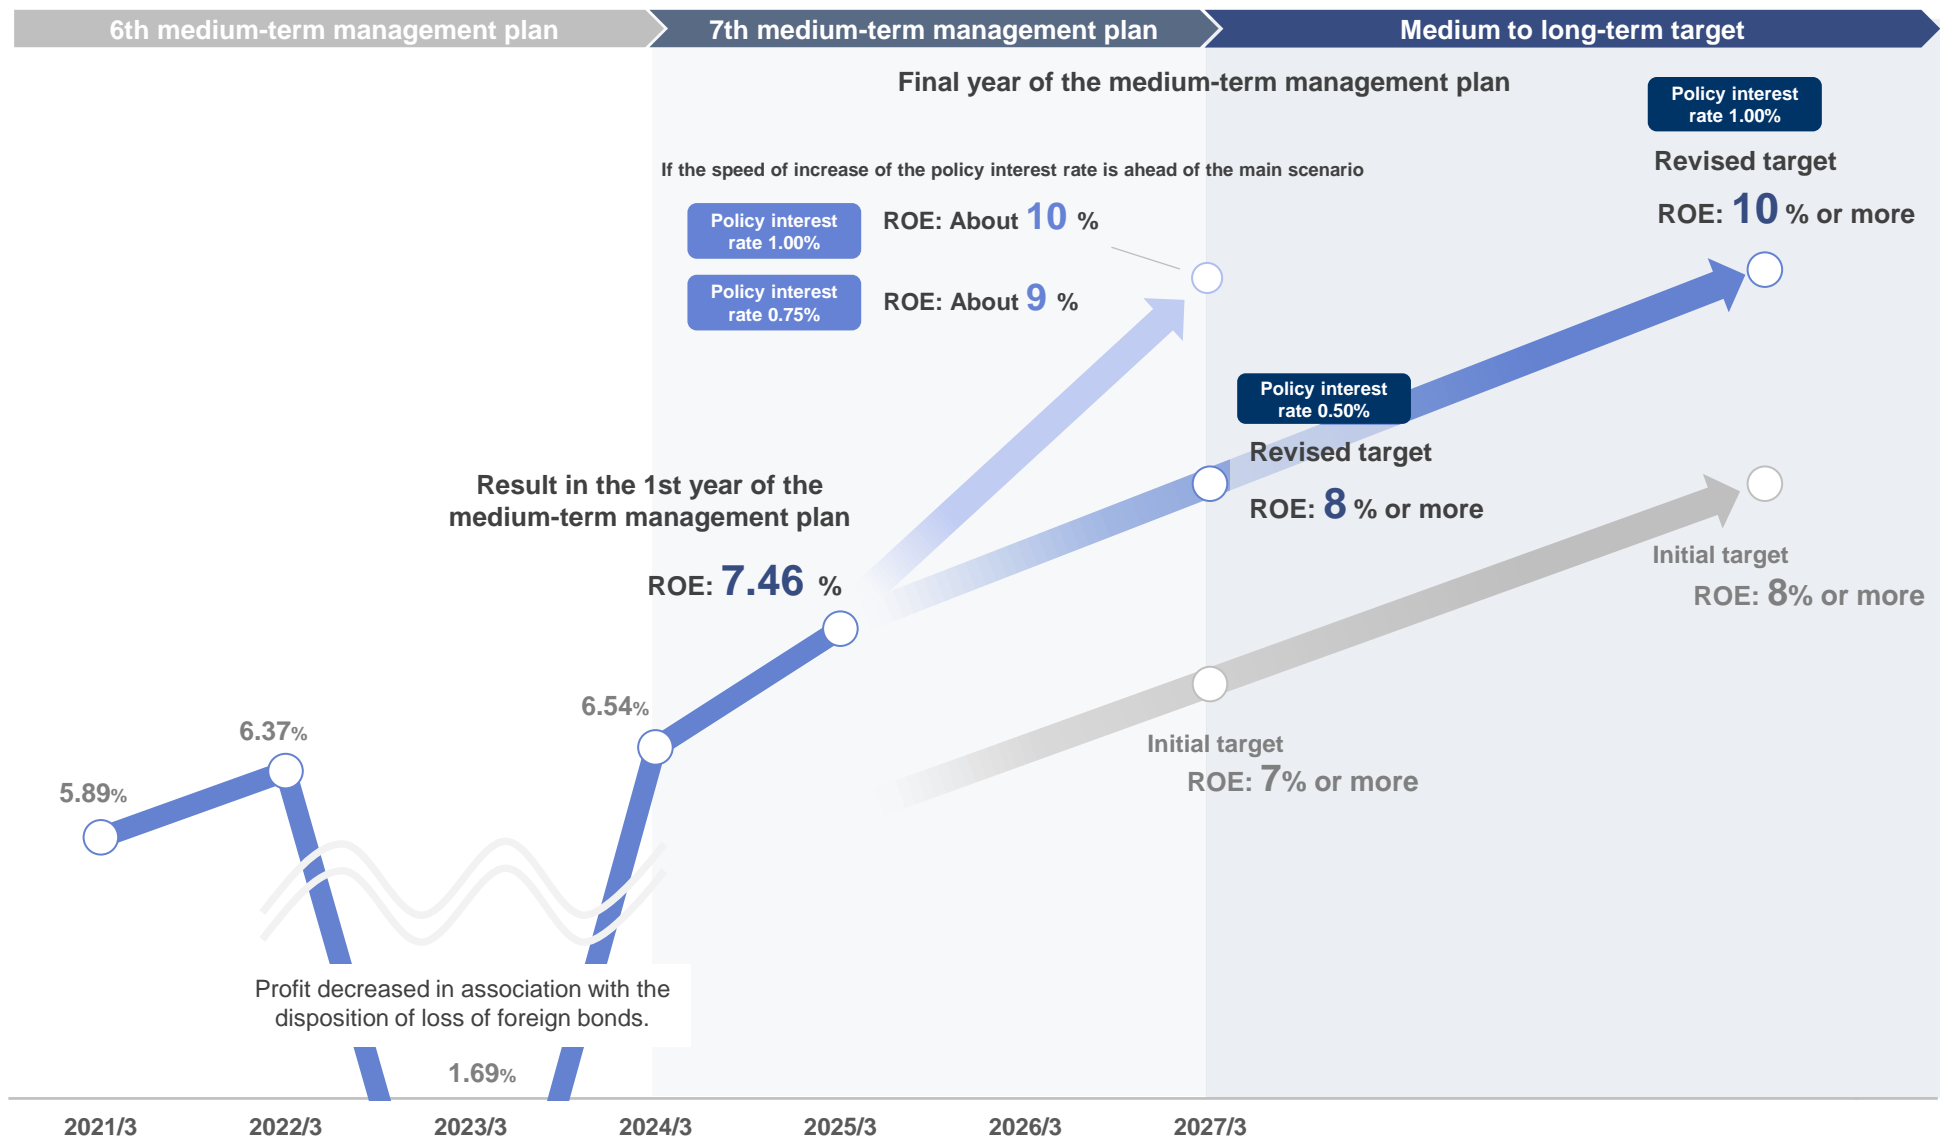 6th medium-term management plan
7th medium-term management plan
Medium to long-term target
Final year of the medium-term management plan
Policy interest
rate 1.00%
Revised target
ROE: 10 % or more
If the speed of increase of the policy interest rate is ahead of the main scenario
Policy interest
rate 1.00%
ROE: About 10 %
Policy interest
rate 0.75%
ROE: About 9 %
Policy interest
rate 0.50%
Revised target
ROE: 8 % or more
Result in the 1st year of the
medium-term management plan
ROE: 7.46 %
Initial target
ROE: 8% or more
6.54%
6.37%
5.89%
Initial target
ROE: 7% or more
Profit decreased in association with the
disposition of loss of foreign bonds.
1.69%
2021/3
2022/3
2023/3
2024/3
2025/3
2026/3
2027/3